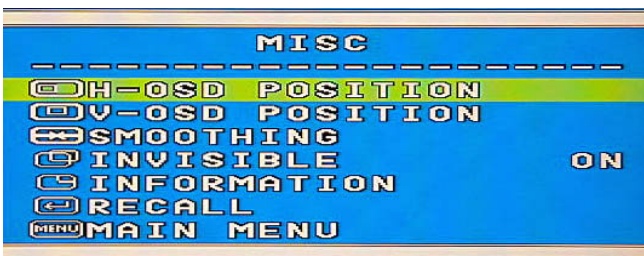 MISC
H-OSD POSITION
V-OSD POSITION
SMOOTHING
INVISIBLE ON
INFORMATION
RECALL
MENU MAIN MENU